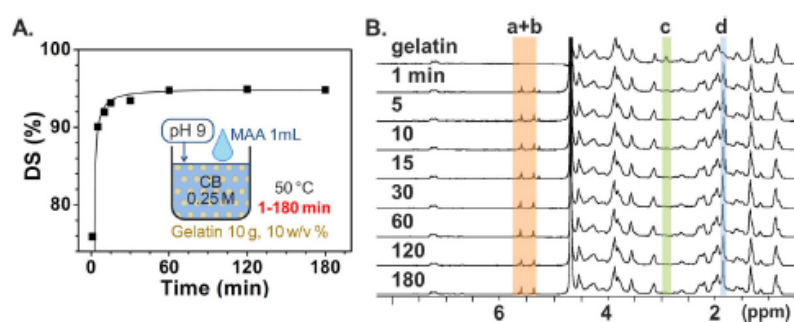 A.
DS (%)
100
90
80
0
60
120
180
Time (min)
pH 9
MAA 1mL
CB
0.25 M
50 °C
1-180 min
Gelatin 10 g, 10 w/v %
B.
a+b
c
d
gelatin
1 min
5
10
15
30
60
120
180
6
4
2
(ppm)